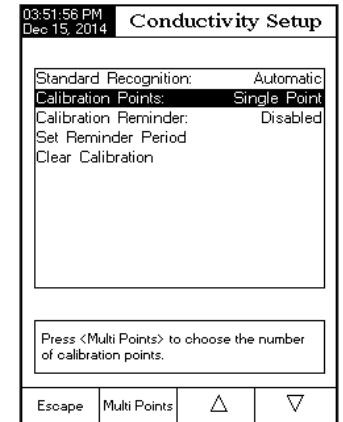 03:51:56 PM
Dec 15, 2014
Conductivity Setup
Standard Recognition: Automatic
Calibration Points: Single Point
Calibration Reminder: Disabled
Set Reminder Period
Clear Calibration
Press <Multi Points> to choose the number
of calibration points.
Escape Multi Points △ ▽